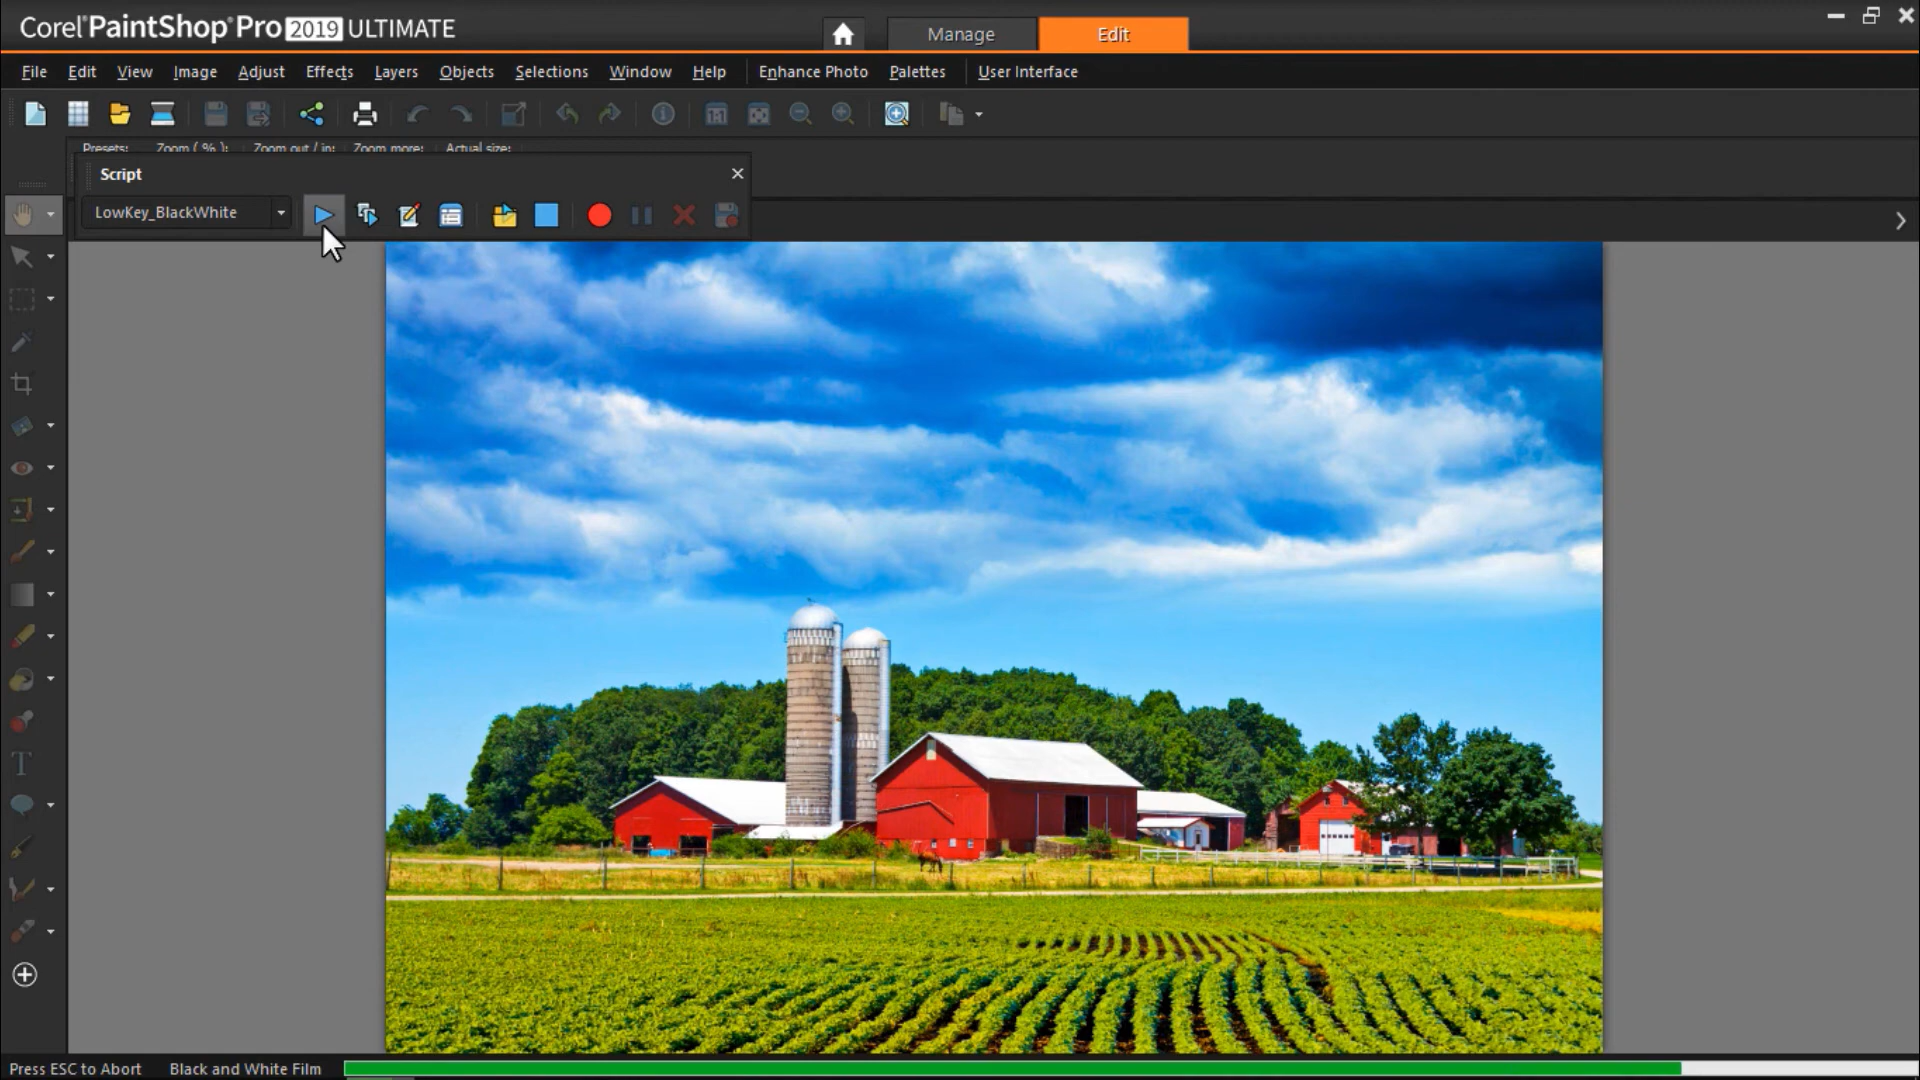 Corel PaintShop Pro 2019 ULTIMATE
Manage
Edit
File Edit View Image Adjust Effects Layers Objects Selections Window Help Enhance Photo Palettes User Interface
Presets: Zoom ( % ): Zoom out / in: Zoom more: Actual size:
Script
LowKey_BlackWhite
Press ESC to Abort Black and White Film